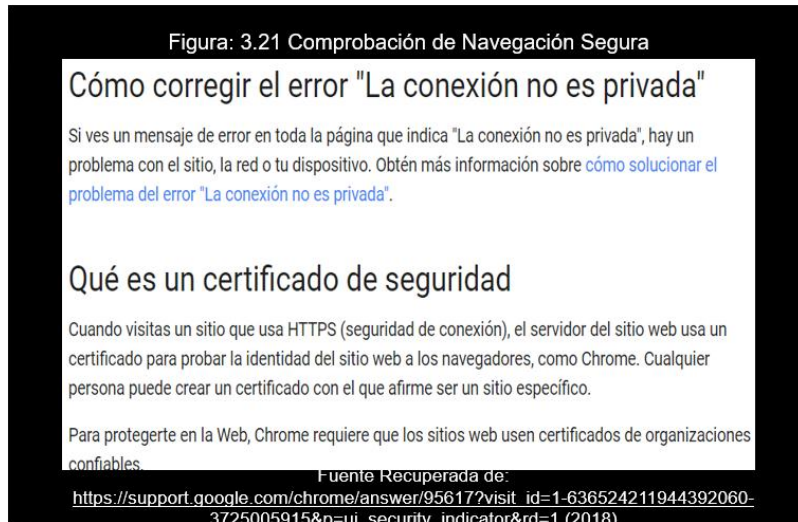 Figura: 3.21 Comprobación de Navegación Segura
Cómo corregir el error "La conexión no es privada"
Si ves un mensaje de error en toda la página que indica "La conexión no es privada", hay un
problema con el sitio, la red o tu dispositivo. Obtén más información sobre cómo solucionar el
problema del error "La conexión no es privada".
Qué es un certificado de seguridad
Cuando visitas un sitio que usa HTTPS (seguridad de conexión), el servidor del sitio web usa un
certificado para probar la identidad del sitio web a los navegadores, como Chrome. Cualquier
persona puede crear un certificado con el que afirme ser un sitio específico.
Para protegerte en la Web, Chrome requiere que los sitios web usen certificados de organizaciones
confiables.
Fuente Recuperada de:
https://support.google.com/chrome/answer/95617?visit_id=1-636524211944392060-
3725005915&p=ui_security_indicator&rd=1 (2018)